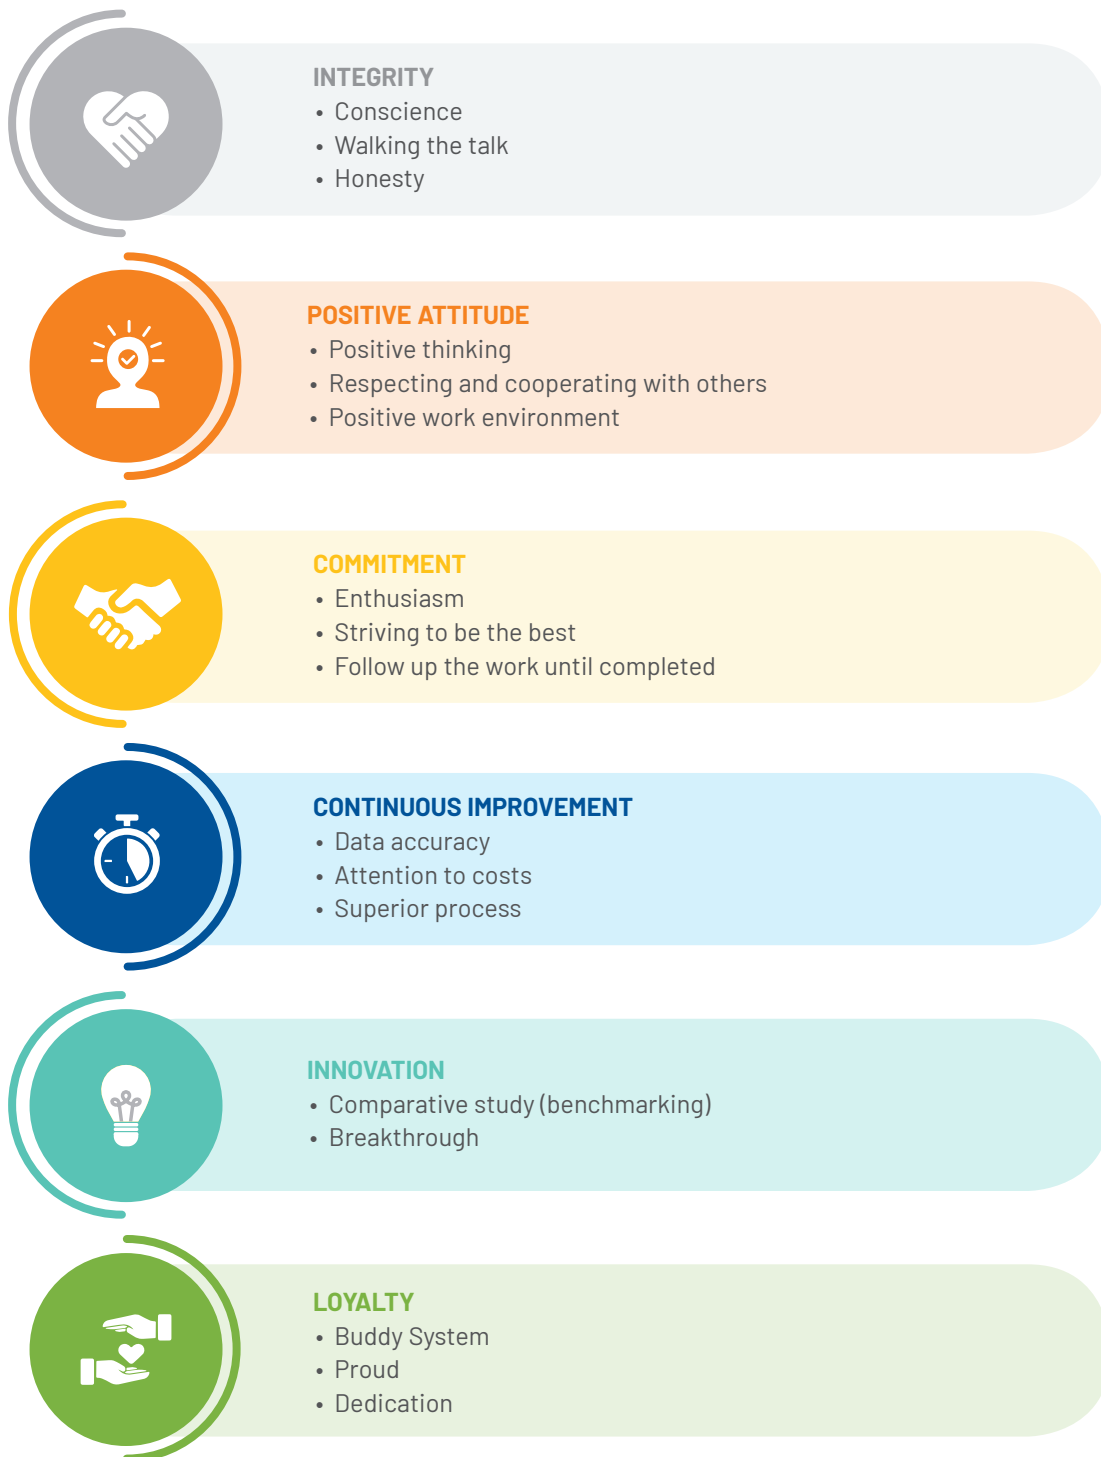 INTEGRITY
• Conscience
• Walking the talk
• Honesty
POSITIVE ATTITUDE
• Positive thinking
• Respecting and cooperating with others
• Positive work environment
COMMITMENT
• Enthusiasm
• Striving to be the best
• Follow up the work until completed
CONTINUOUS IMPROVEMENT
• Data accuracy
• Attention to costs
• Superior process
INNOVATION
• Comparative study (benchmarking)
• Breakthrough
LOYALTY
• Buddy System
• Proud
• Dedication